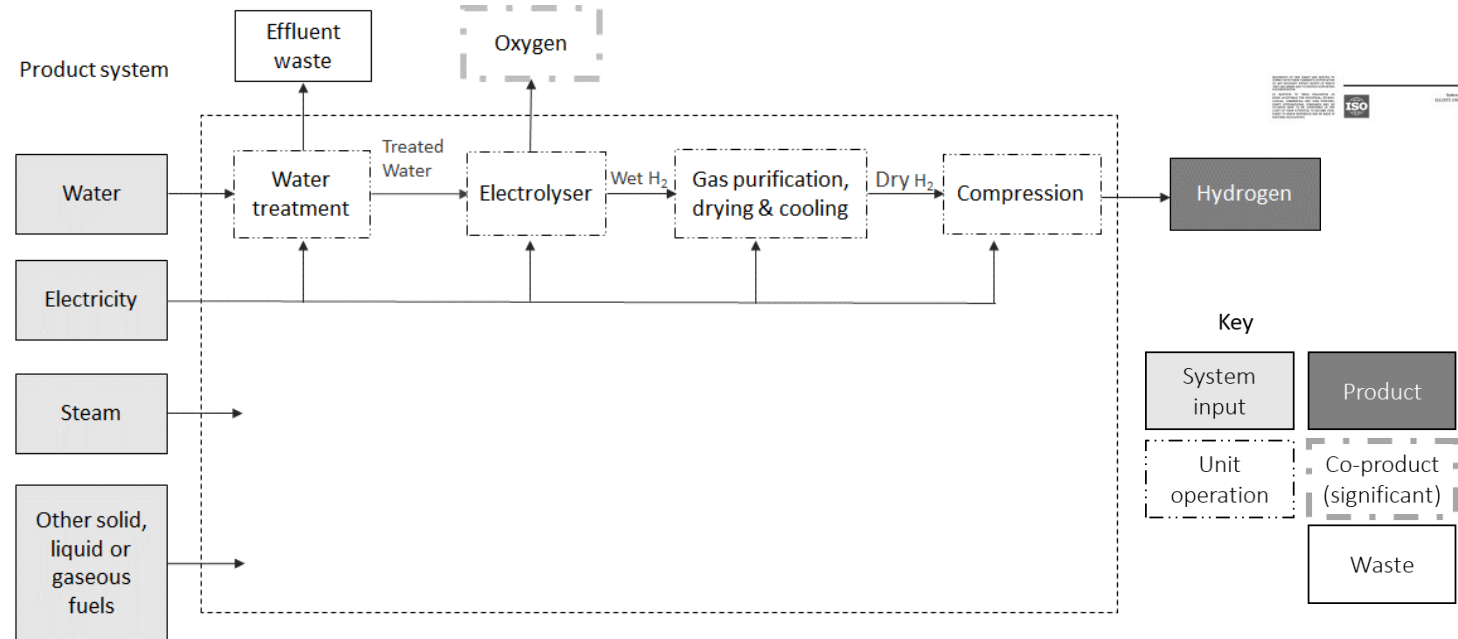 Product system
Effluent
waste
Oxygen
ISO
Water
Water
treatment
Treated
Water
Electrolyser
Wet H₂
Gas purification,
drying & cooling
Dry H₂
Compression
Hydrogen
Electricity
Steam
Other solid,
liquid or
gaseous
fuels
Key
System
input
Product
Unit
operation
Co-product
(significant)
Waste